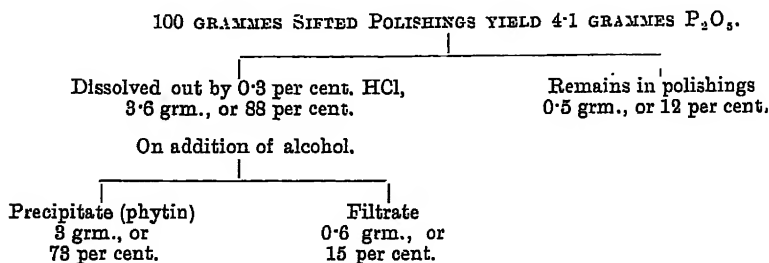 100 GRAMMES SIFTED POLISHINGS YIELD 4·1 GRAMMES P₂O₅.
Dissolved out by 0·3 per cent. HCl,
3·6 grm., or 88 per cent.
Remains in polishings
0·5 grm., or 12 per cent.
On addition of alcohol.
Precipitate (phytin)
3 grm., or
73 per cent.
Filtrate
0·6 grm., or
15 per cent.